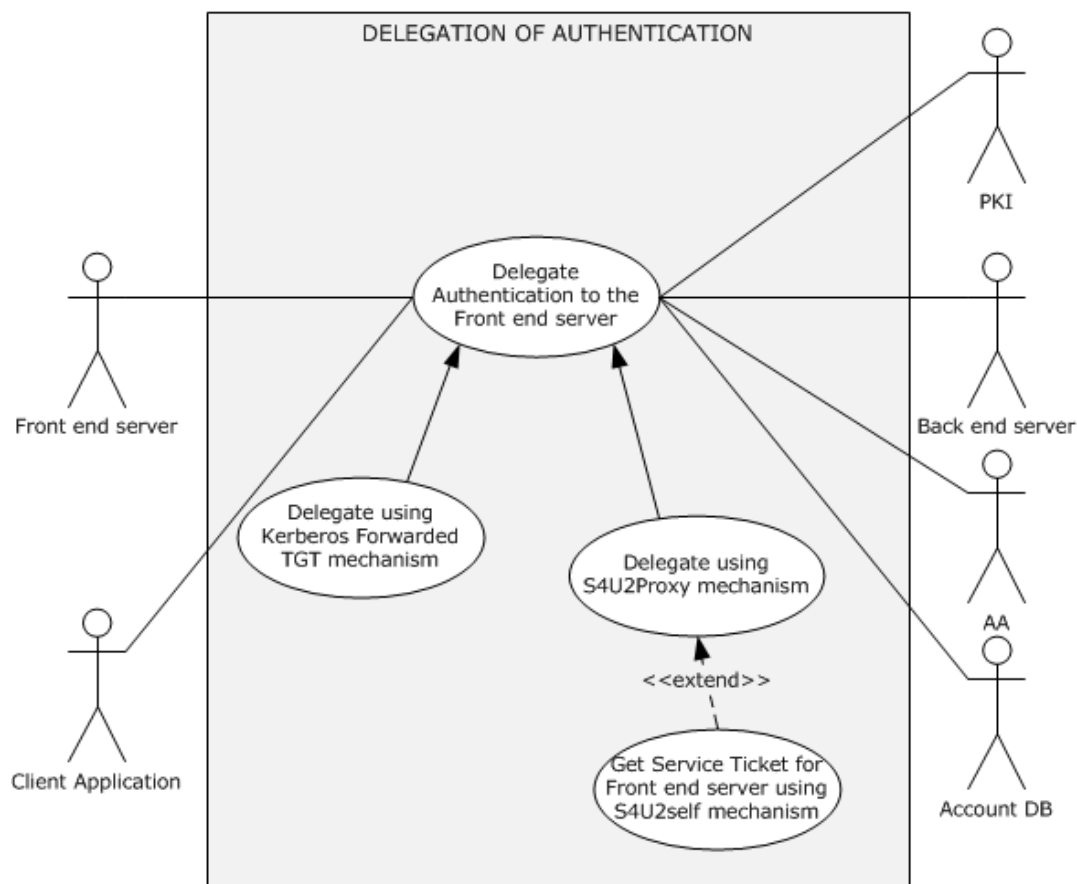 DELEGATION OF AUTHENTICATION
PKI
Delegate
Authentication to the
Front end server
Front end server
Back end server
Delegate using
Kerberos Forwarded
TGT mechanism
Delegate using
S4U2Proxy mechanism
AA
<<extend>>
Client Application
Get Service Ticket for
Front end server using
S4U2self mechanism
Account DB